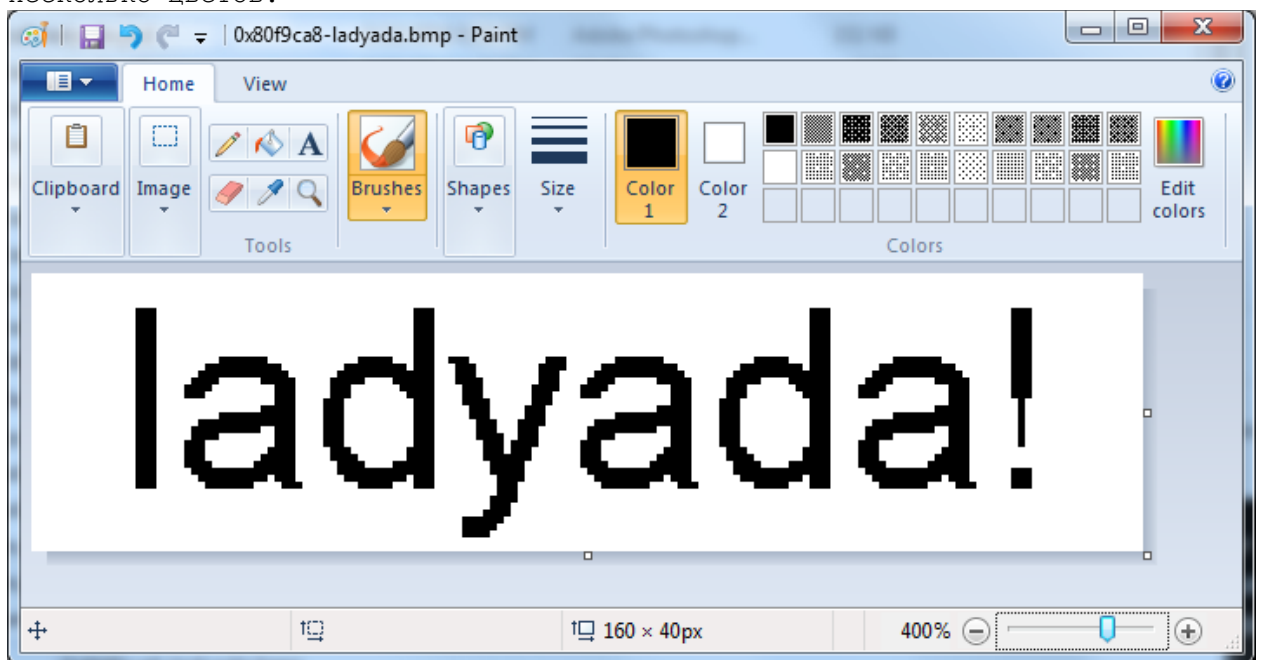 0x80f9ca8-ladyada.bmp - Paint
Home View
Clipboard Image Brushes Shapes Size Color 1 Color 2 Edit colors
Tools Colors
ladyada!
160 × 40px 400%